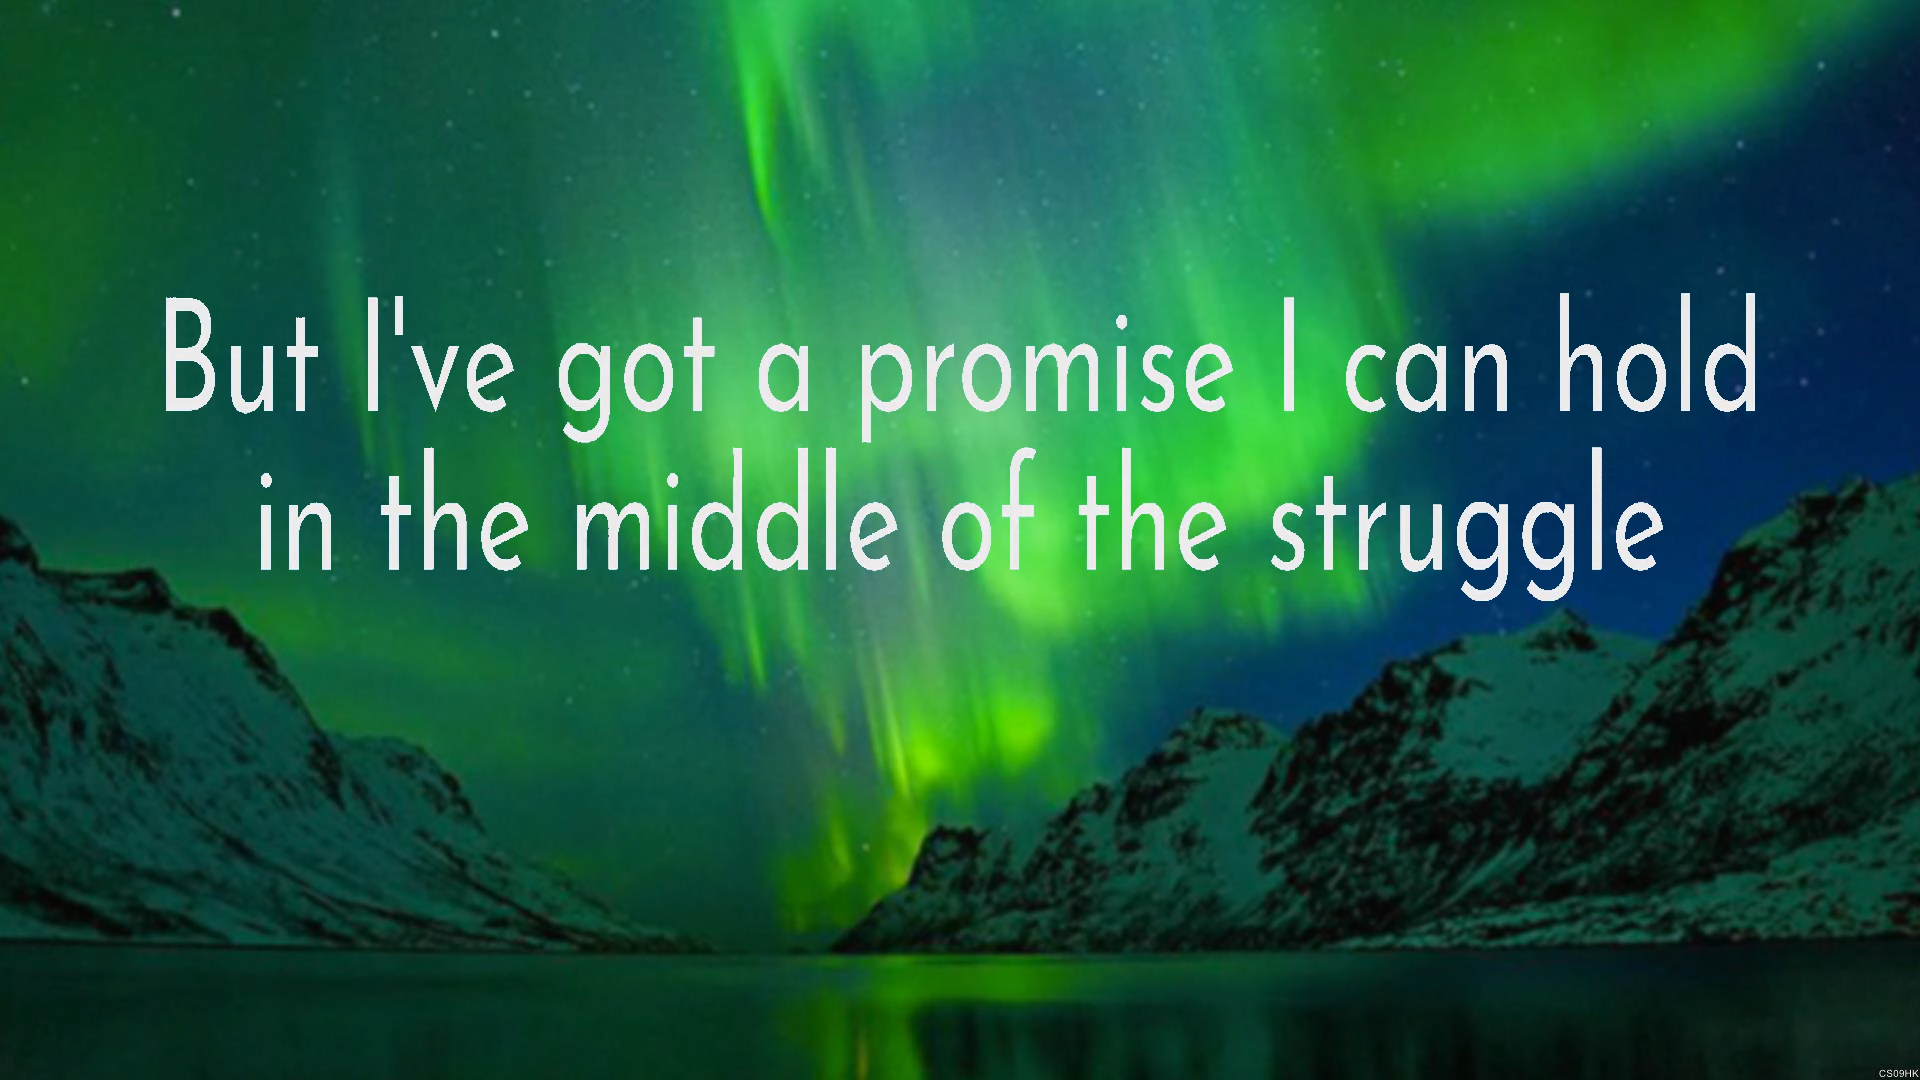 But I've got a promise I can hold
in the middle of the struggle
CS09HK